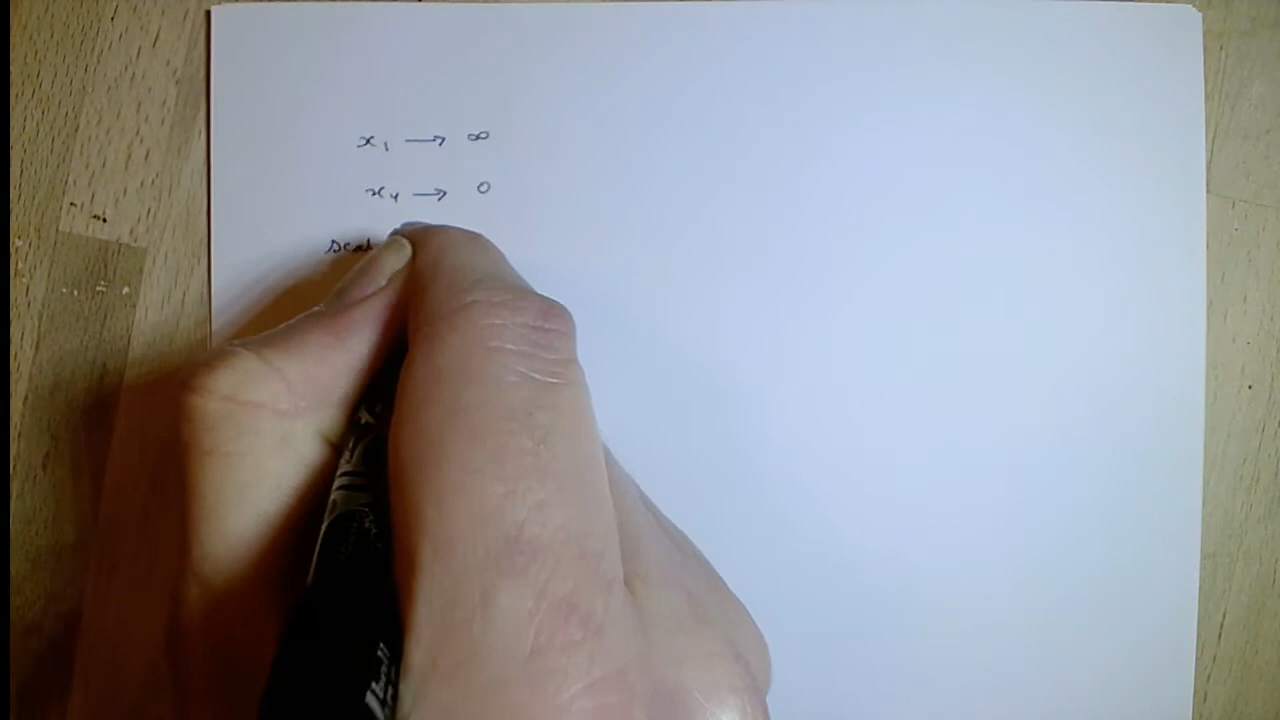 x₁ → ∞
x₄ → 0